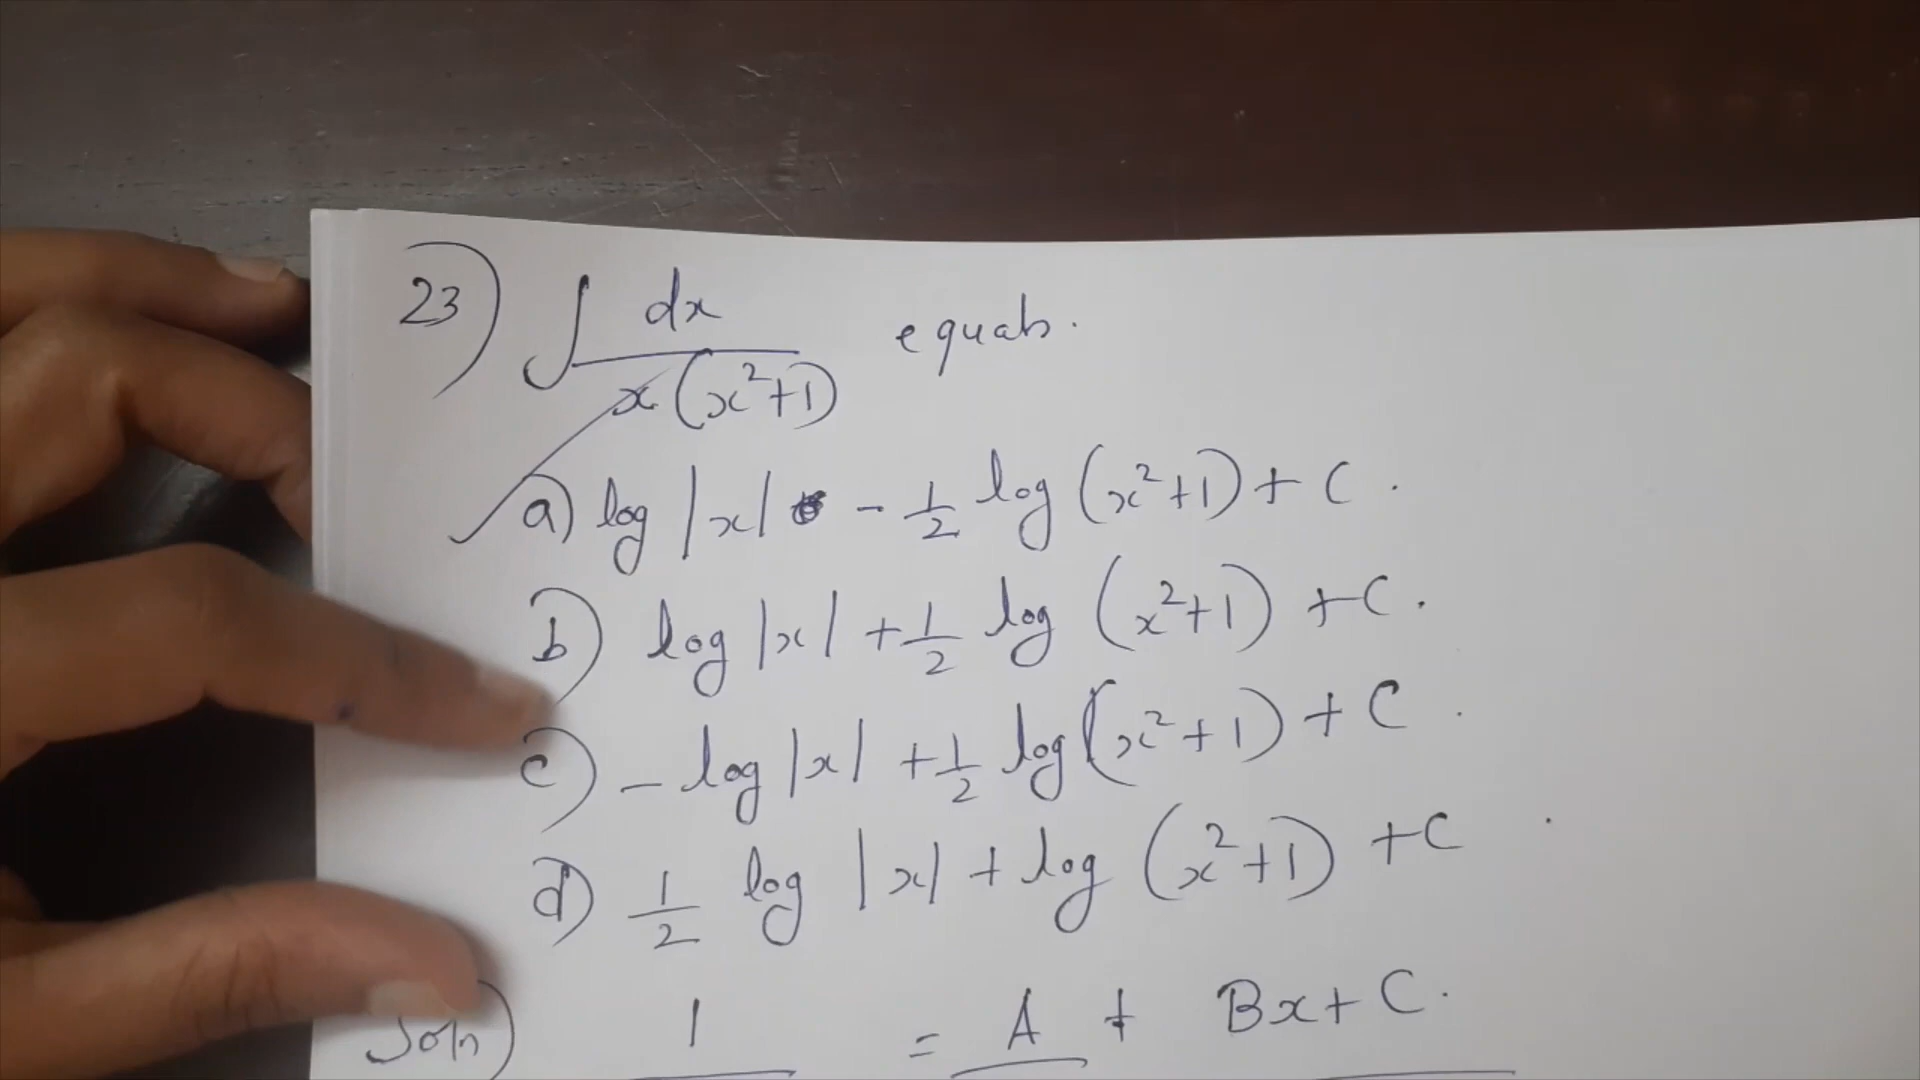 23) ∫ dx / x(x²+1) equals.
a) log |x| - 1/2 log (x²+1) + C.
b) log |x| + 1/2 log (x²+1) + C.
c) - log |x| + 1/2 log (x²+1) + C.
d) 1/2 log |x| + log (x²+1) + C.
Soln) 1 = A + Bx + C.